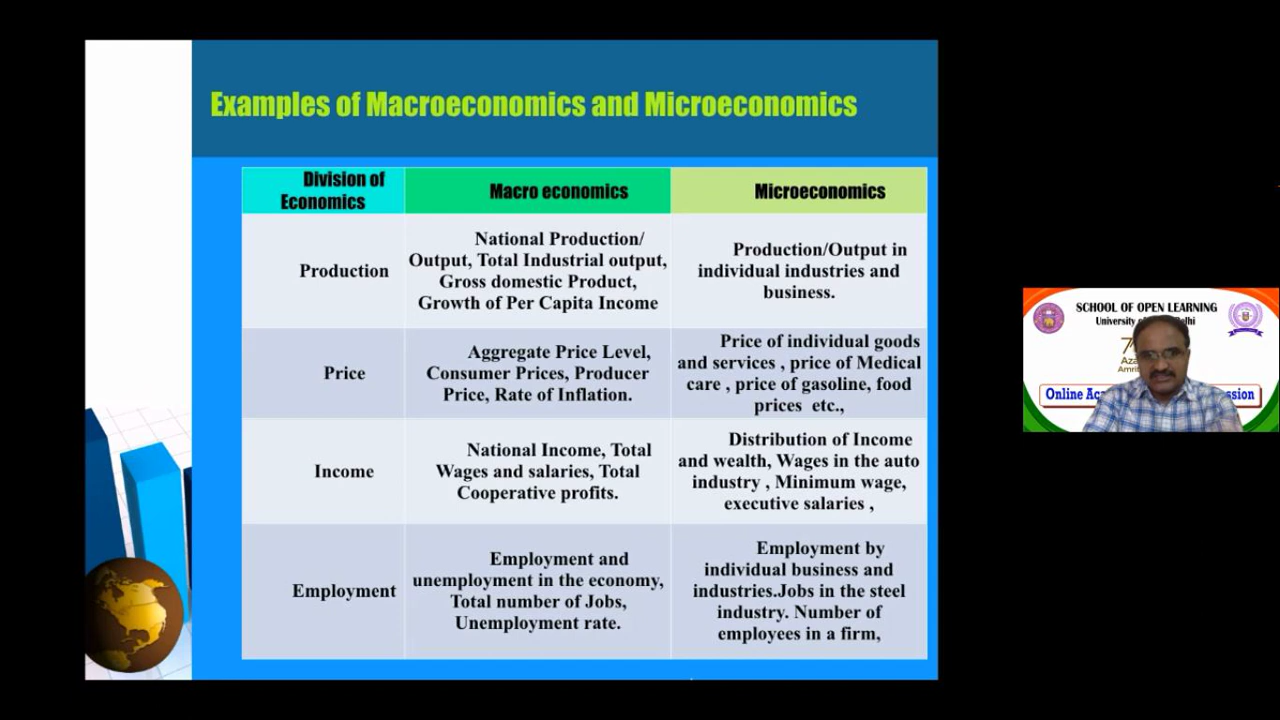 Examples of Macroeconomics and Microeconomics
Division of
Economics
Macro economics
Microeconomics
Production
National Production/
Output, Total Industrial output,
Gross domestic Product,
Growth of Per Capita Income
Production/Output in
individual industries and
business.
Price
Aggregate Price Level,
Consumer Prices, Producer
Price, Rate of Inflation.
Price of individual goods
and services , price of Medical
care , price of gasoline, food
prices etc.,
Income
National Income, Total
Wages and salaries, Total
Cooperative profits.
Distribution of Income
and wealth, Wages in the auto
industry , Minimum wage,
executive salaries ,
Employment
Employment and
unemployment in the economy,
Total number of Jobs,
Unemployment rate.
Employment by
individual business and
industries.Jobs in the steel
industry. Number of
employees in a firm,
SCHOOL OF OPEN LEARNING
Online